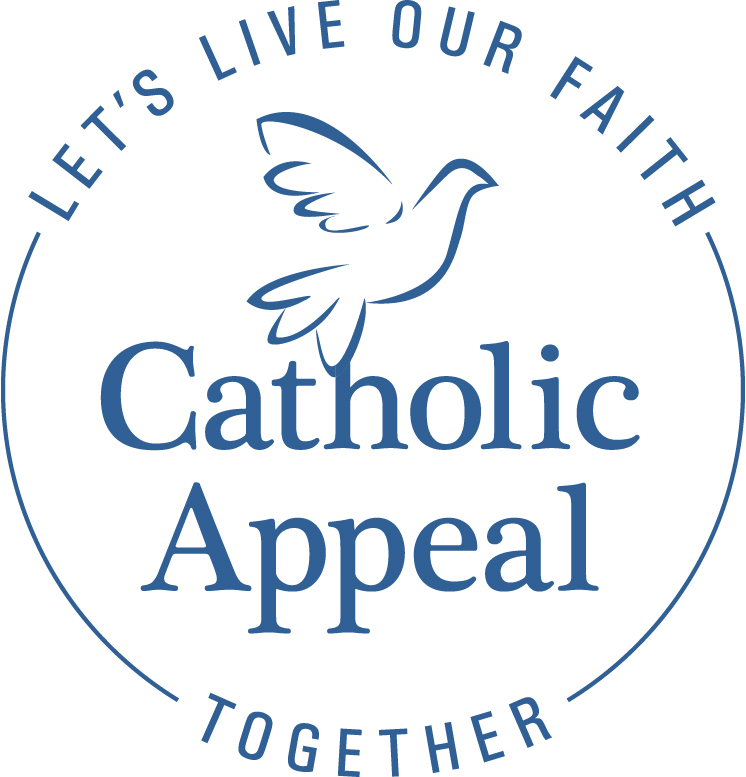 LET'S LIVE OUR FAITH
Catholic
Appeal
TOGETHER